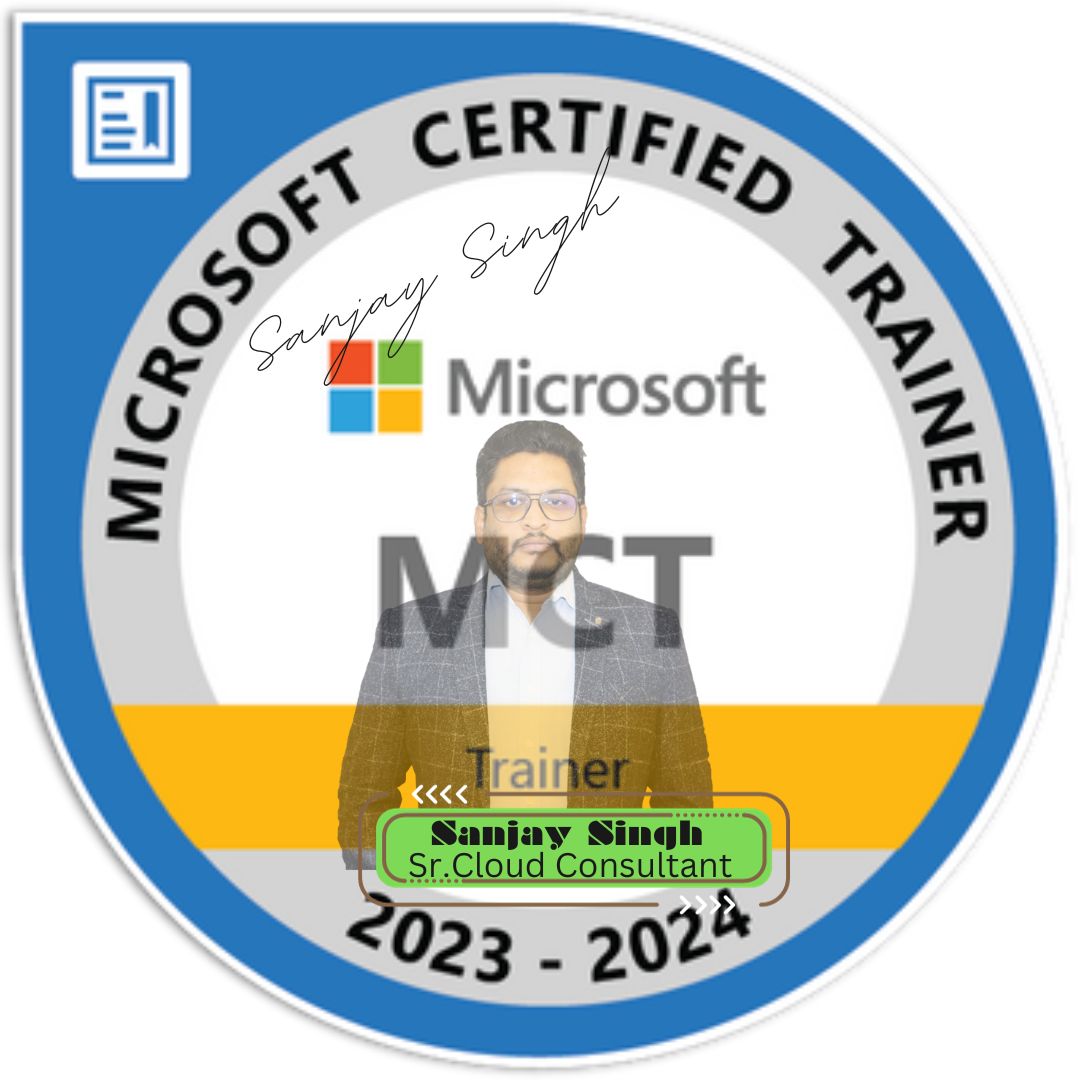 MICROSOFT CERTIFIED TRAINER
Sanjay Singh
Microsoft
MCT
Trainer
Sanjay Singh
Sr.Cloud Consultant
2023 - 2024